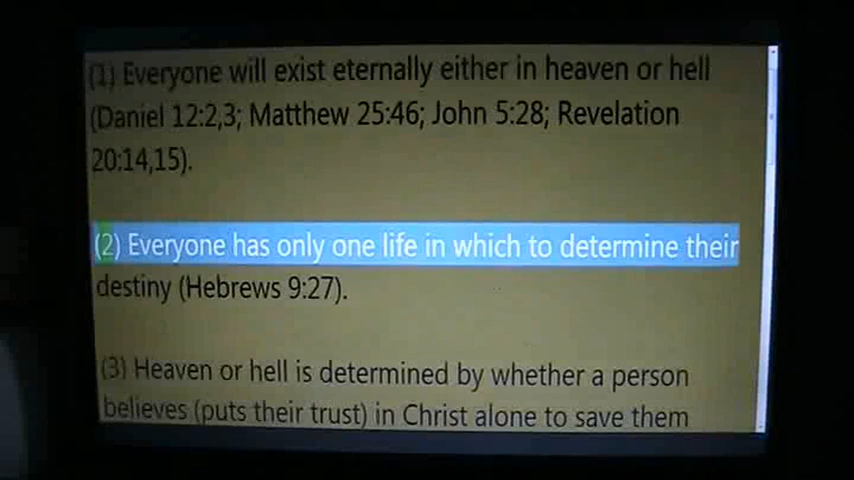 (1) Everyone will exist eternally either in heaven or hell
(Daniel 12:2,3; Matthew 25:46; John 5:28; Revelation
20:14,15).
(2) Everyone has only one life in which to determine their
destiny (Hebrews 9:27).
(3) Heaven or hell is determined by whether a person
believes (puts their trust) in Christ alone to save them